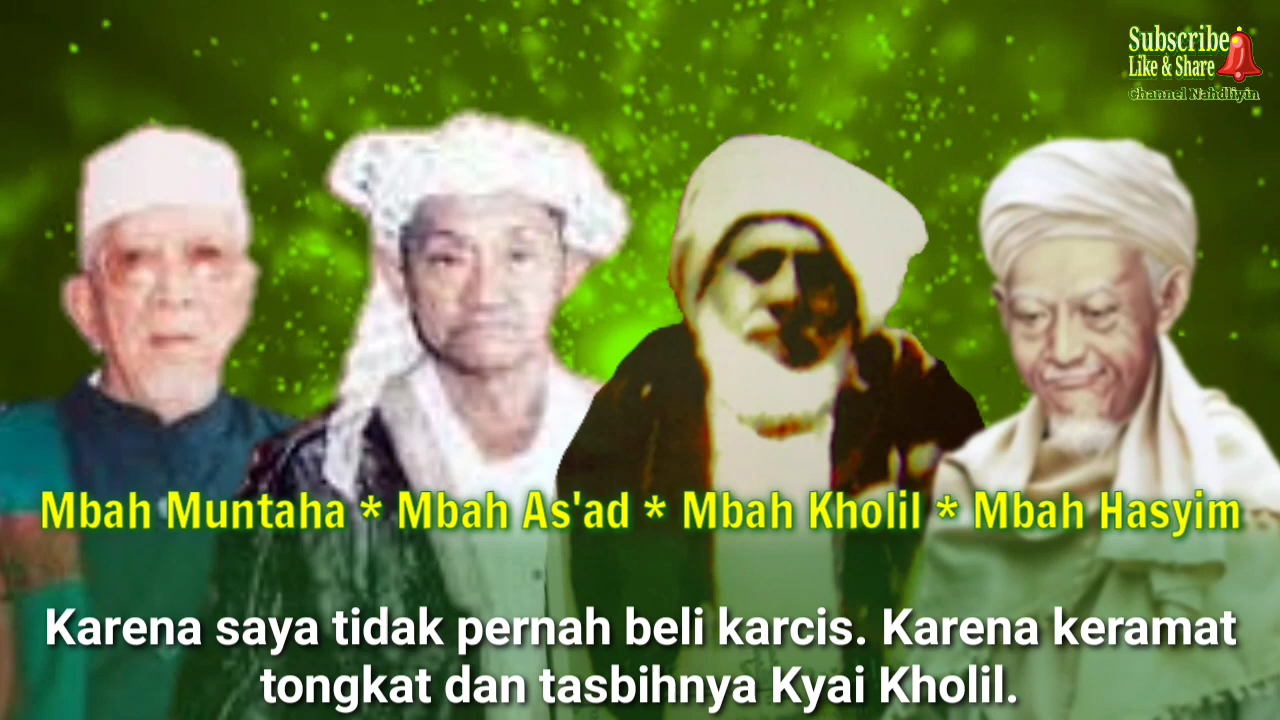 Subscribe
Like & Share
Channel Nahdliyin
Mbah Muntaha * Mbah As'ad * Mbah Kholil * Mbah Hasyim
Karena saya tidak pernah beli karcis. Karena keramat
tongkat dan tasbihnya Kyai Kholil.